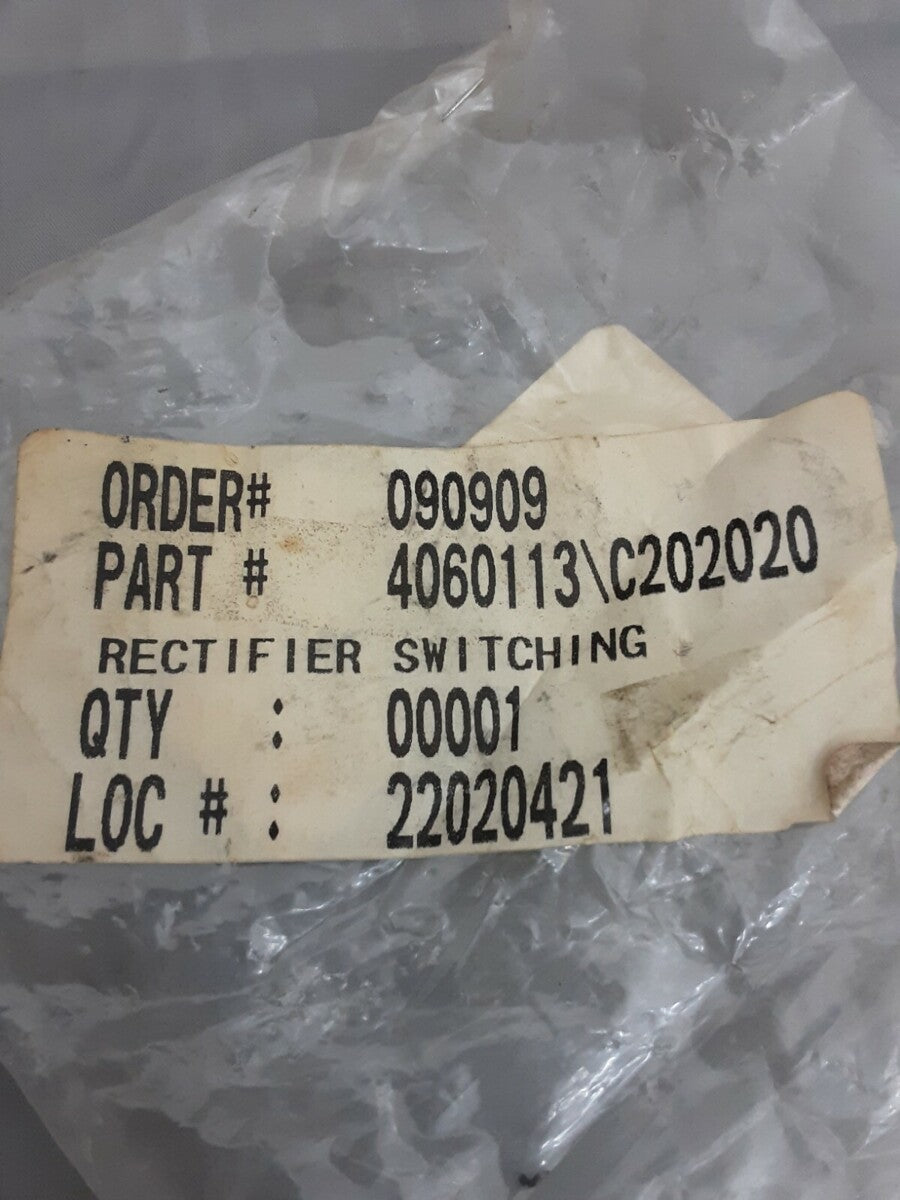 ORDER# 090909
PART # 4060113\C202020
RECTIFIER SWITCHING
QTY : 00001
LOC # : 22020421